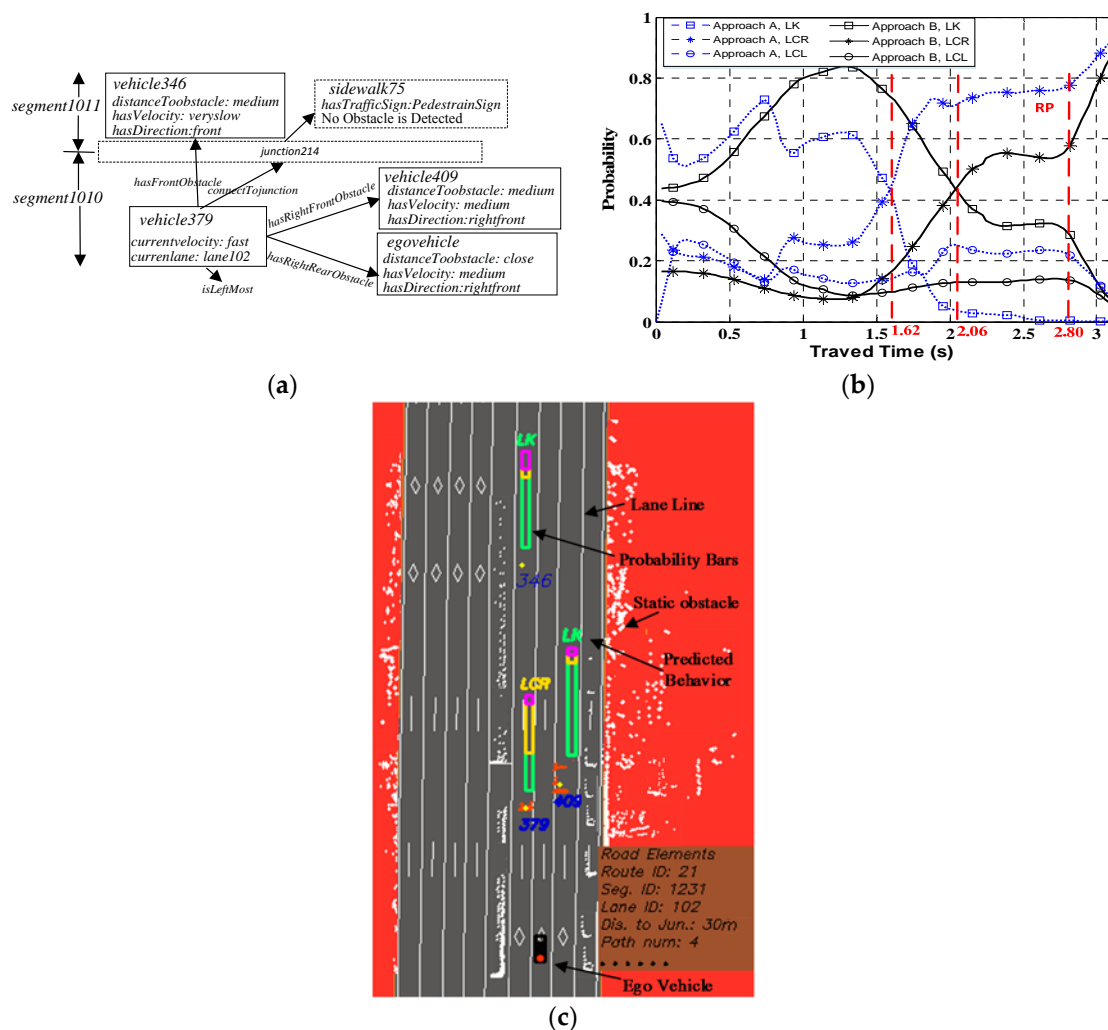 vehicle346
distanceToobstacle: medium
hasVelocity: veryslow
hasDirection:front
sidewalk75
hasTrafficSign:PedestrainSign
No Obstacle is Detected
segment1011
junction214
segment1010
hasFrontObstacle
connectTojunction
vehicle379
currentvelocity: fast
currentlane: lane102
hasRightFrontObstacle
hasRightRearObstacle
vehicle409
distanceToobstacle: medium
hasVelocity: medium
hasDirection:rightfront
egovehicle
distanceToobstacle: close
hasVelocity: medium
hasDirection:rightfront
isLeftMost
(a)
Approach A, LK
Approach A, LCR
Approach A, LCL
Approach B, LK
Approach B, LCR
Approach B, LCL
RP
Probability
1
0.8
0.6
0.4
0.2
0
0 0.5 1 1.5 2 2.5 3
1.62 2.06 2.80
Traved Time (s)
(b)
LK
Lane Line
Probability Bars
346
Static obstacle
LK
Predicted
Behavior
LCR
409
379
Road Elements
Route ID: 21
Seg. ID: 1231
Lane ID: 102
Dis. to Jun.: 30m
Path num: 4
......
Ego Vehicle
(c)